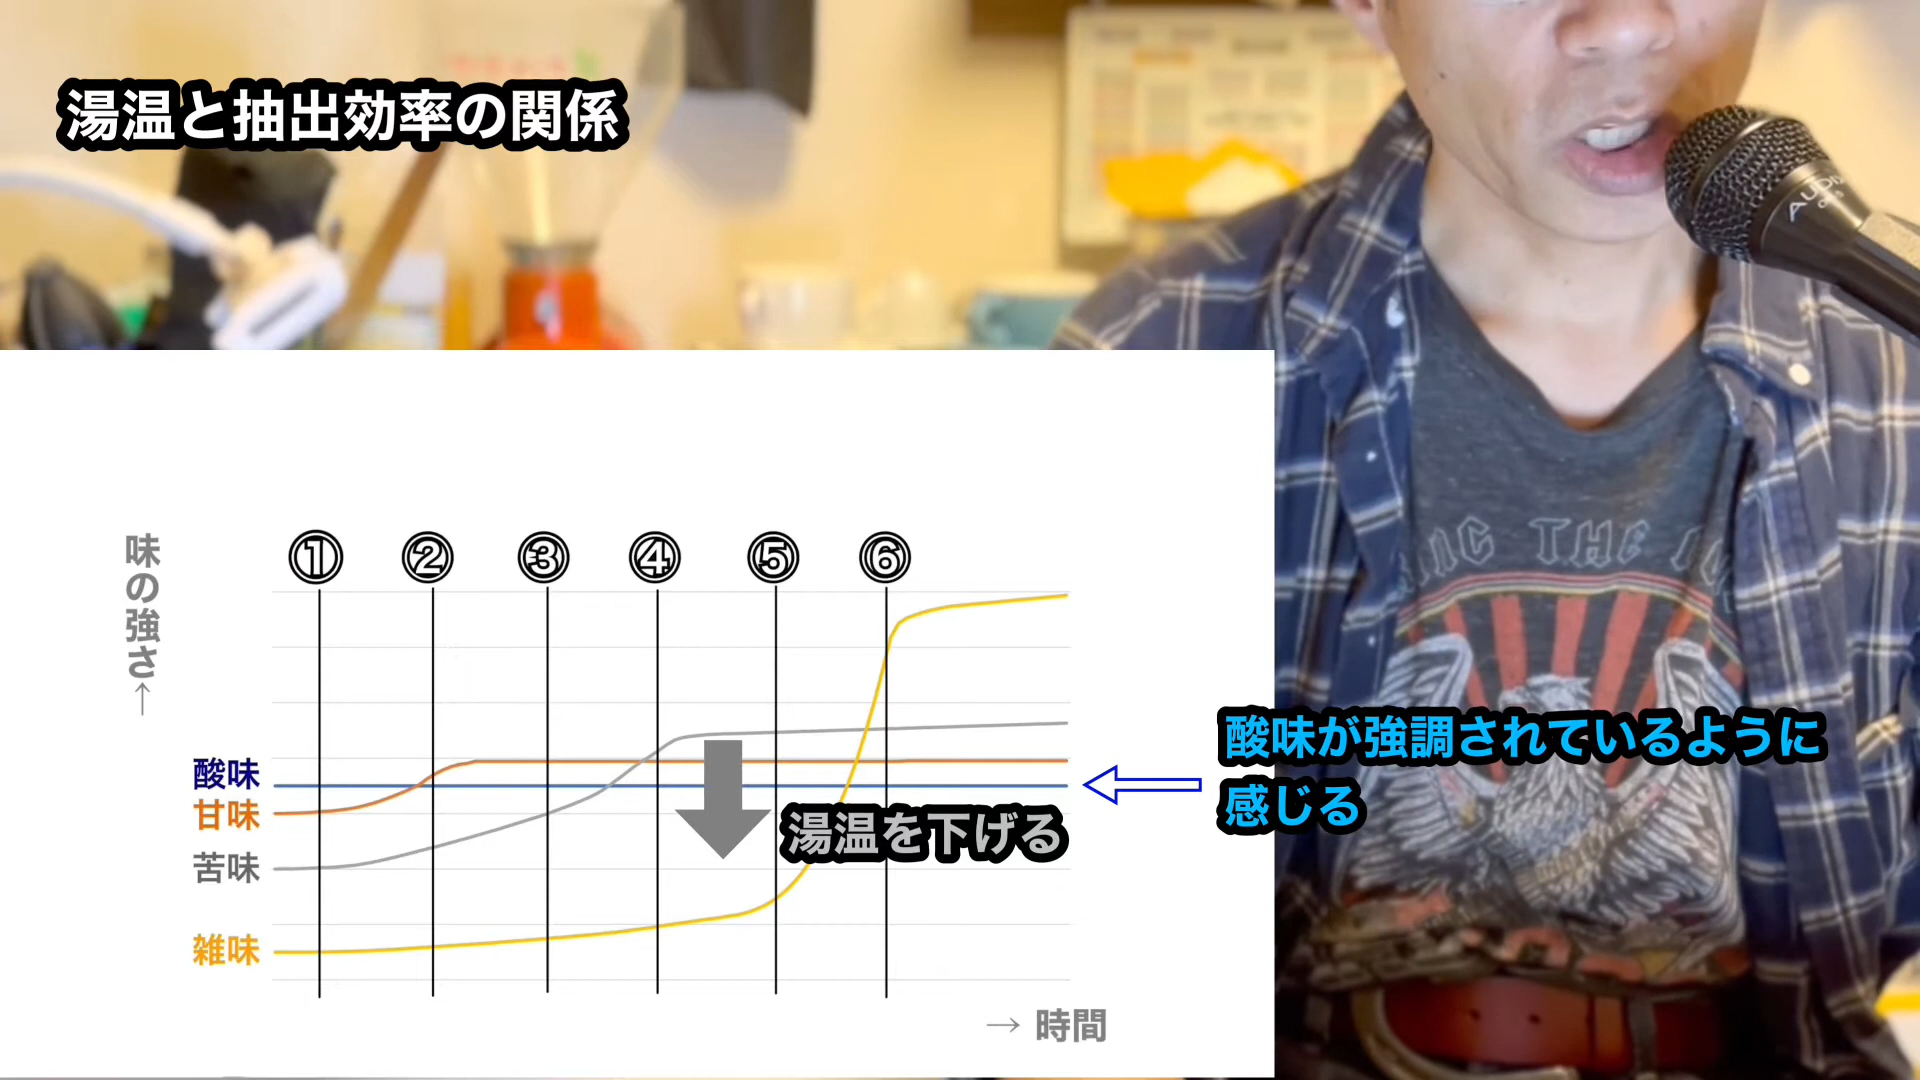 湯温と抽出効率の関係
AUDIX
味の強さ→
① ② ③ ④ ⑤ ⑥
酸味
甘味
苦味
雑味
湯温を下げる
→ 時間
酸味が強調されているように
感じる
THE